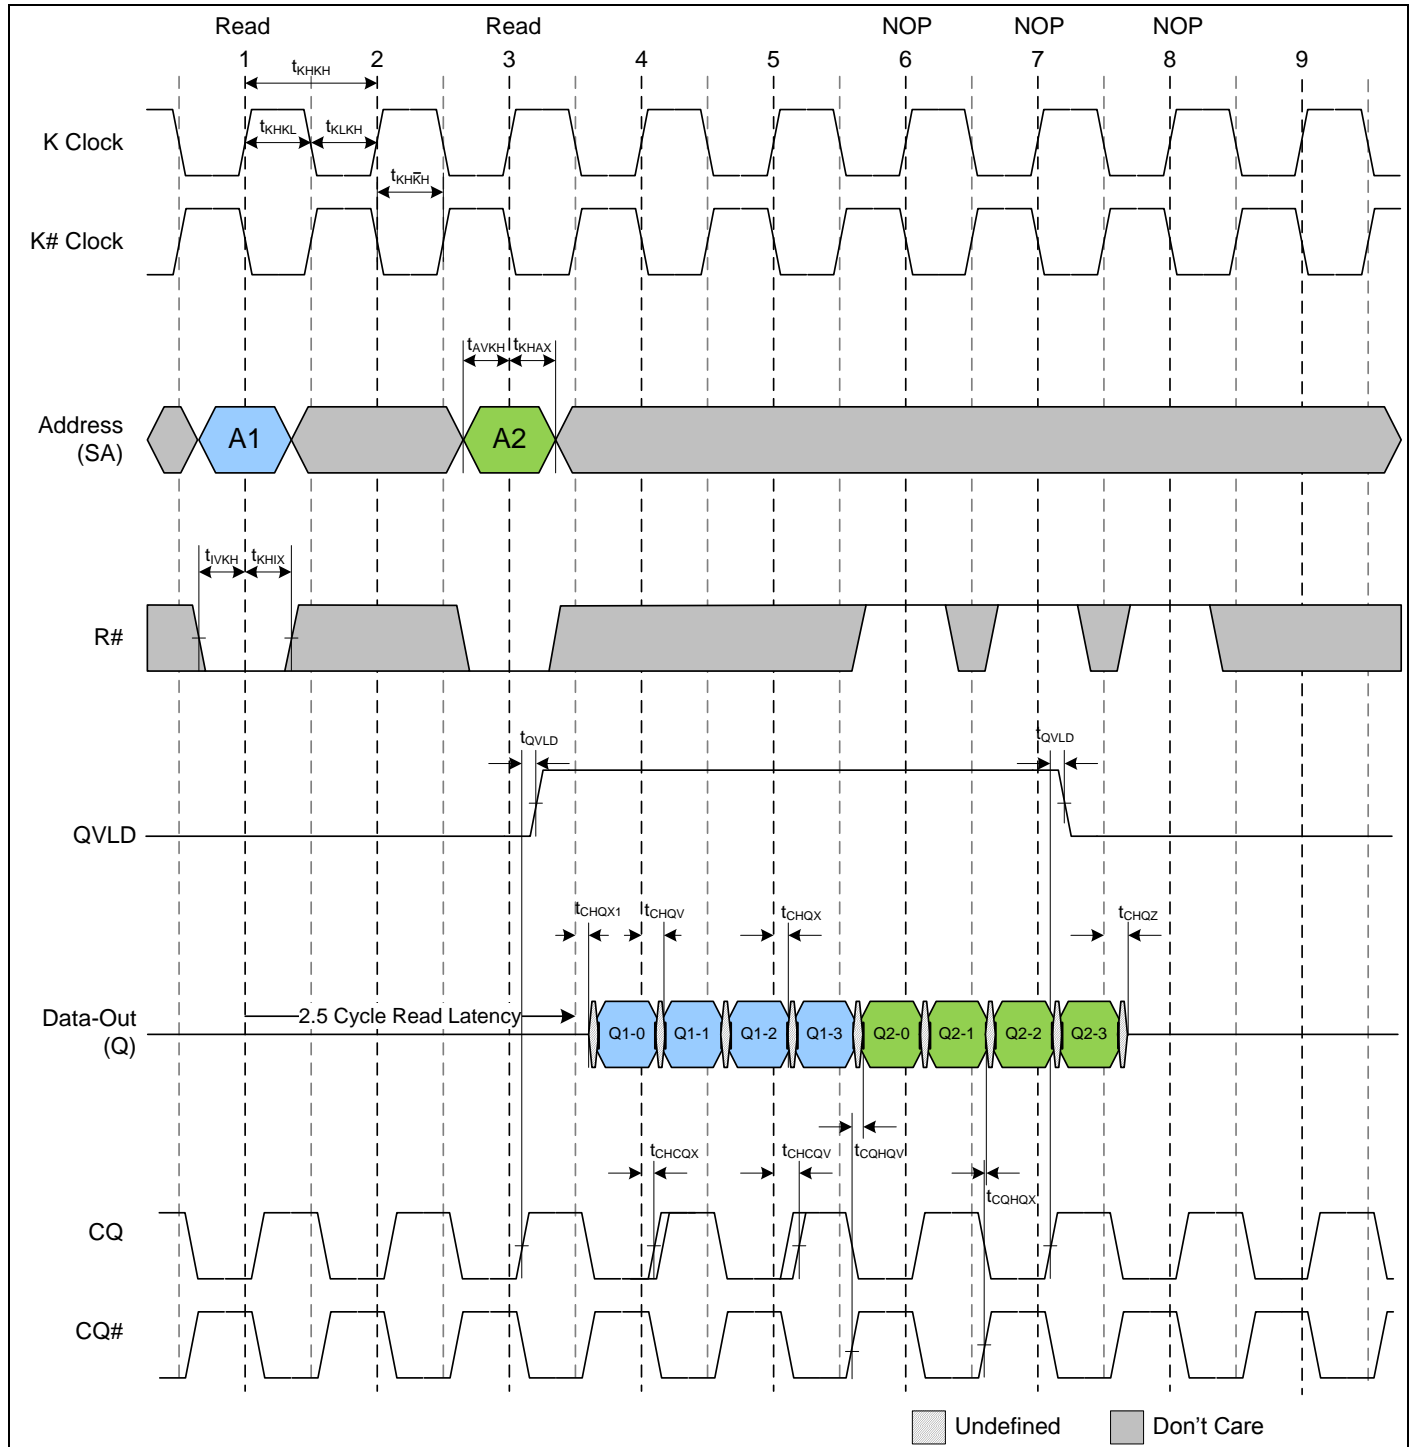 Read Read NOP NOP NOP
1 2 3 4 5 6 7 8 9
tKHKH
K Clock
tKHKL tKLKH
tKHK̅H
K# Clock
tAVKH tKHAX
Address
(SA)
A1 A2
tIVKH tKHIX
R#
tQVLD tQVLD
QVLD
tCHQX1 tCHQV tCHQX tCHQZ
Data-Out
(Q)
2.5 Cycle Read Latency
Q1-0 Q1-1 Q1-2 Q1-3 Q2-0 Q2-1 Q2-2 Q2-3
tCHCQX tCHCQV tCQHQV
tCQHQX
CQ
CQ#
Undefined Don't Care